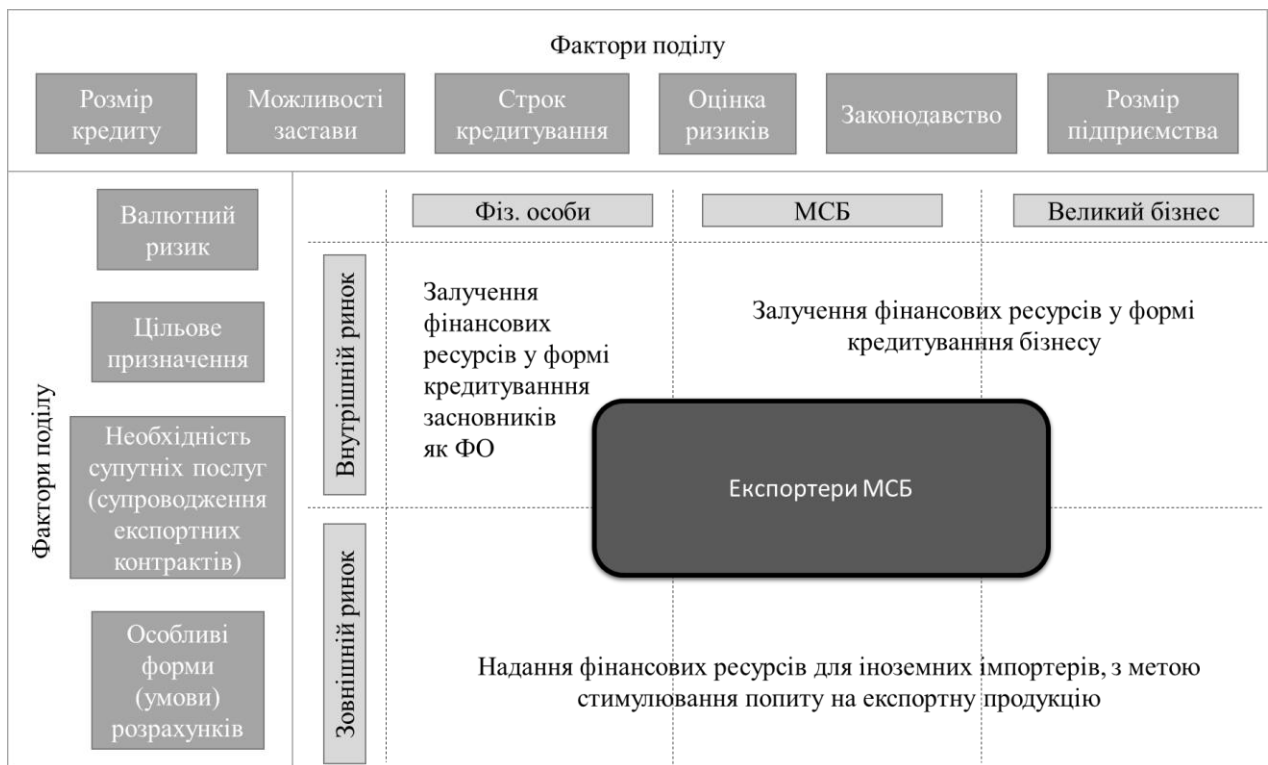 Фактори поділу
Розмір
кредиту
Можливості
застави
Строк
кредитування
Оцінка
ризиків
Законодавство
Розмір
підприємства
Фактори поділу
Валютний
ризик
Цільове
призначення
Необхідність
супутніх послуг
(супроводження
експортних
контрактів)
Особливі
форми
(умови)
розрахунків
Фіз. особи
МСБ
Великий бізнес
Внутрішній ринок
Залучення
фінансових
ресурсів у формі
кредитуванння
засновників
як ФО
Залучення фінансових ресурсів у формі
кредитуванння бізнесу
Експортери МСБ
Зовнішній ринок
Надання фінансових ресурсів для іноземних імпортерів, з метою
стимулювання попиту на експортну продукцію